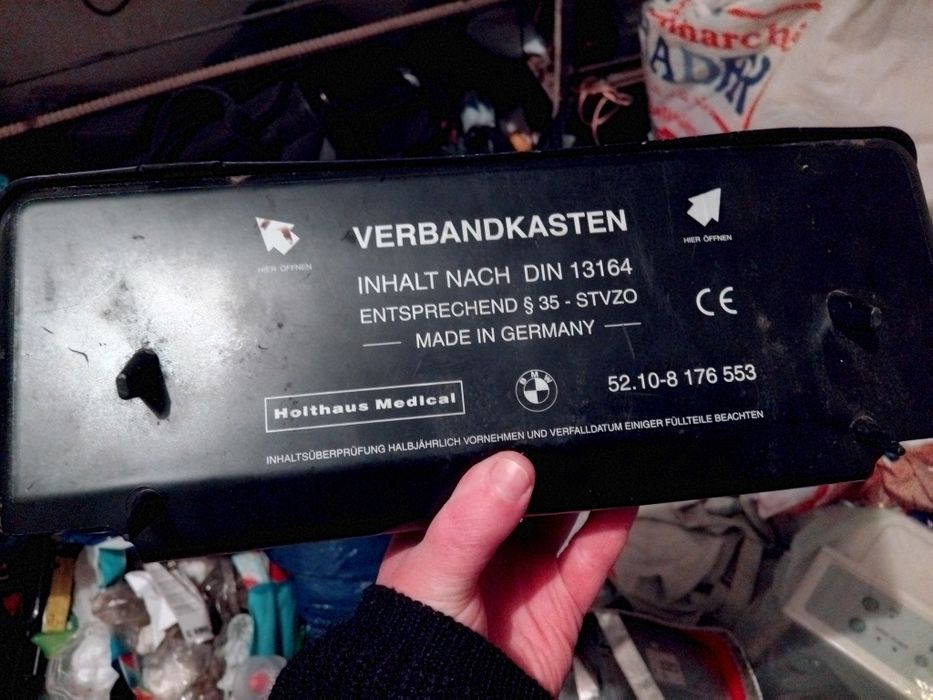 VERBANDKASTEN
HIER ÖFFNEN
HIER ÖFFNEN
INHALT NACH DIN 13164
ENTSPRECHEND § 35 - STVZO
MADE IN GERMANY
CE
Holthaus Medical
BMW
52.10-8 176 553
INHALTSÜBERPRÜFUNG HALBJÄHRLICH VORNEHMEN UND VERFALLDATUM EINIGER FÜLLTEILE BEACHTEN